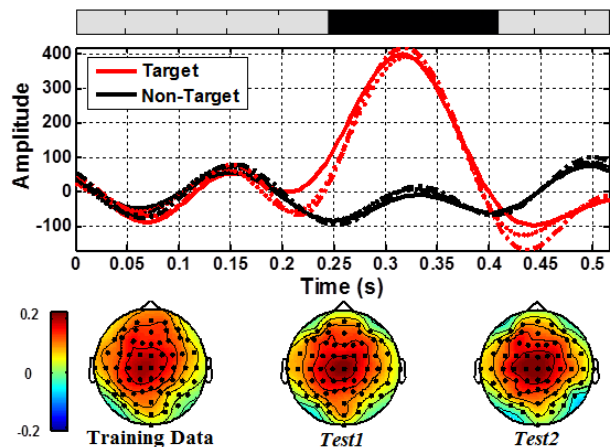 400
300
200
100
0
-100
Amplitude
Target
Non-Target
0 0.05 0.1 0.15 0.2 0.25 0.3 0.35 0.4 0.45 0.5
Time (s)
0.2
0
-0.2
Training Data Test1 Test2